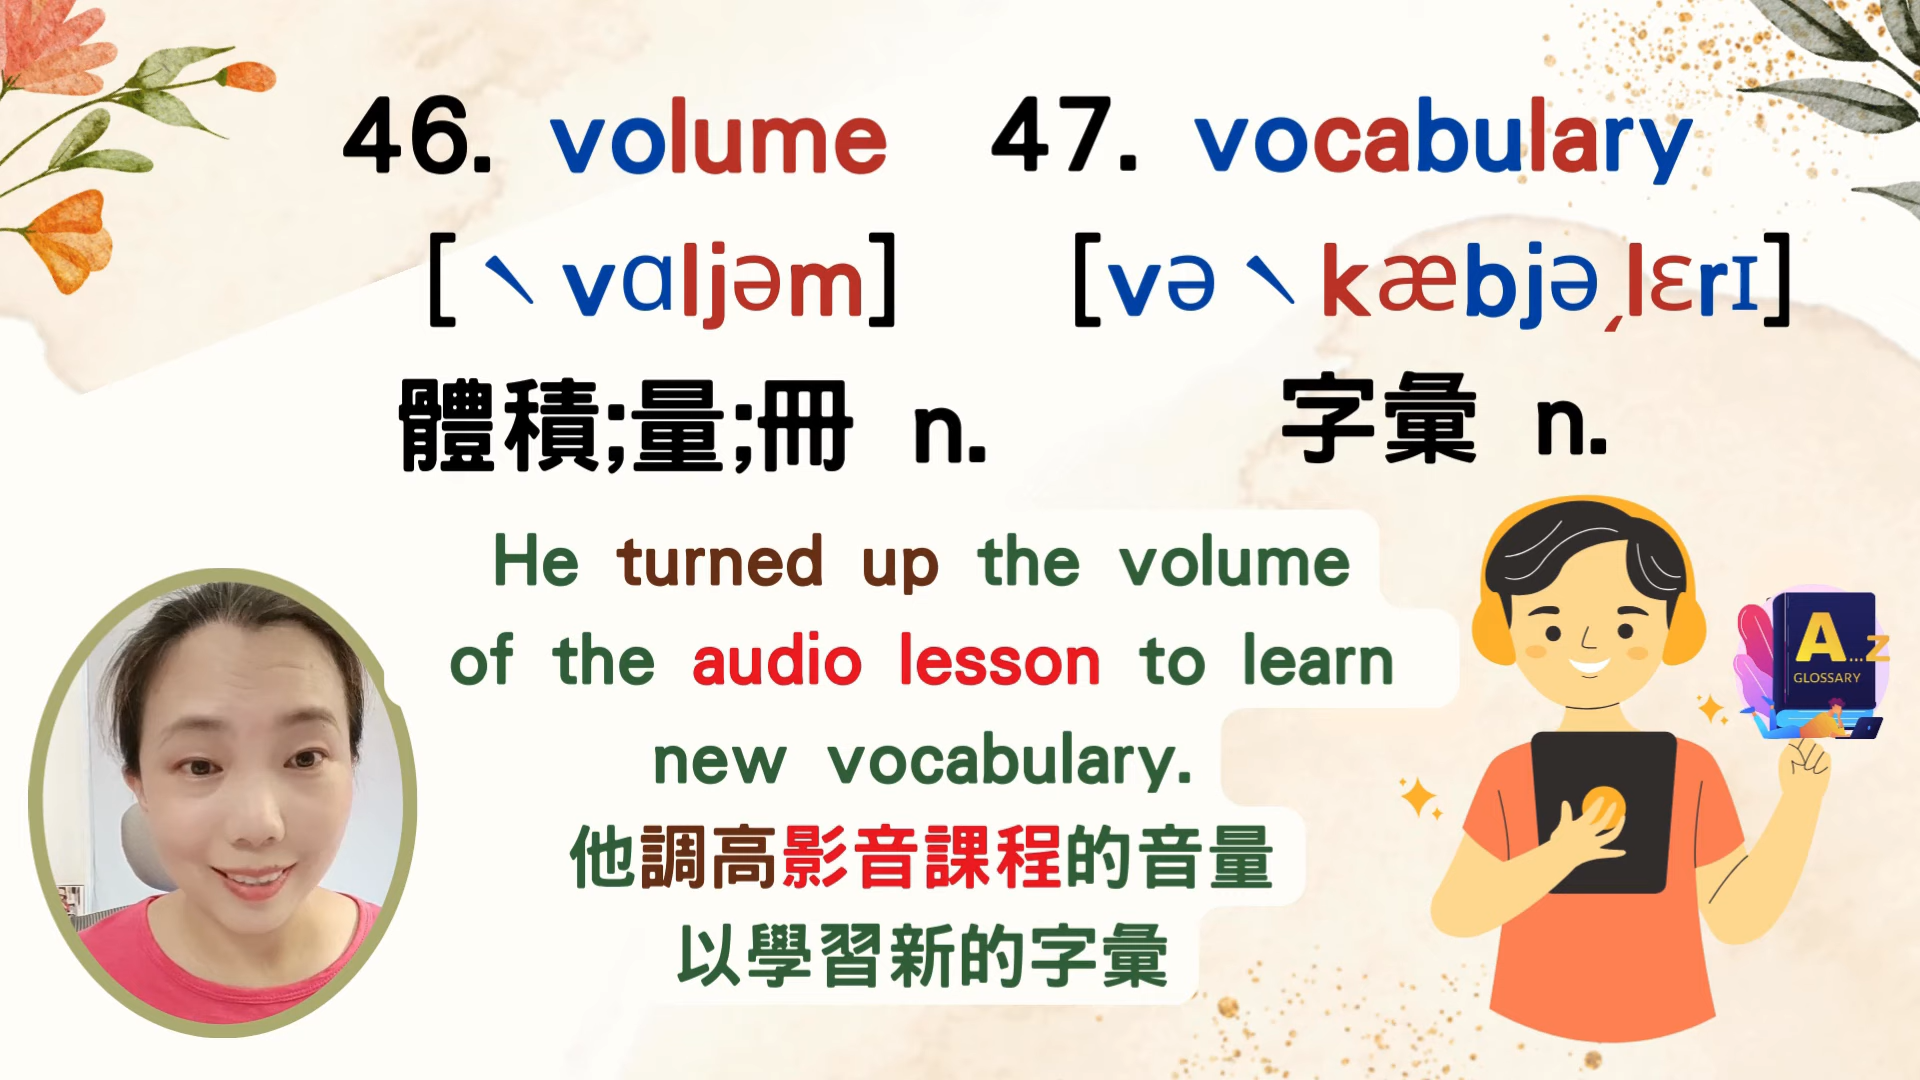 46. volume 47. vocabulary
[ˋvɑljəm] [vəˋkæbjəˏlɛrɪ]
體積;量;冊 n. 字彙 n.
He turned up the volume
of the audio lesson to learn
new vocabulary.
他調高影音課程的音量
以學習新的字彙
A...Z
GLOSSARY